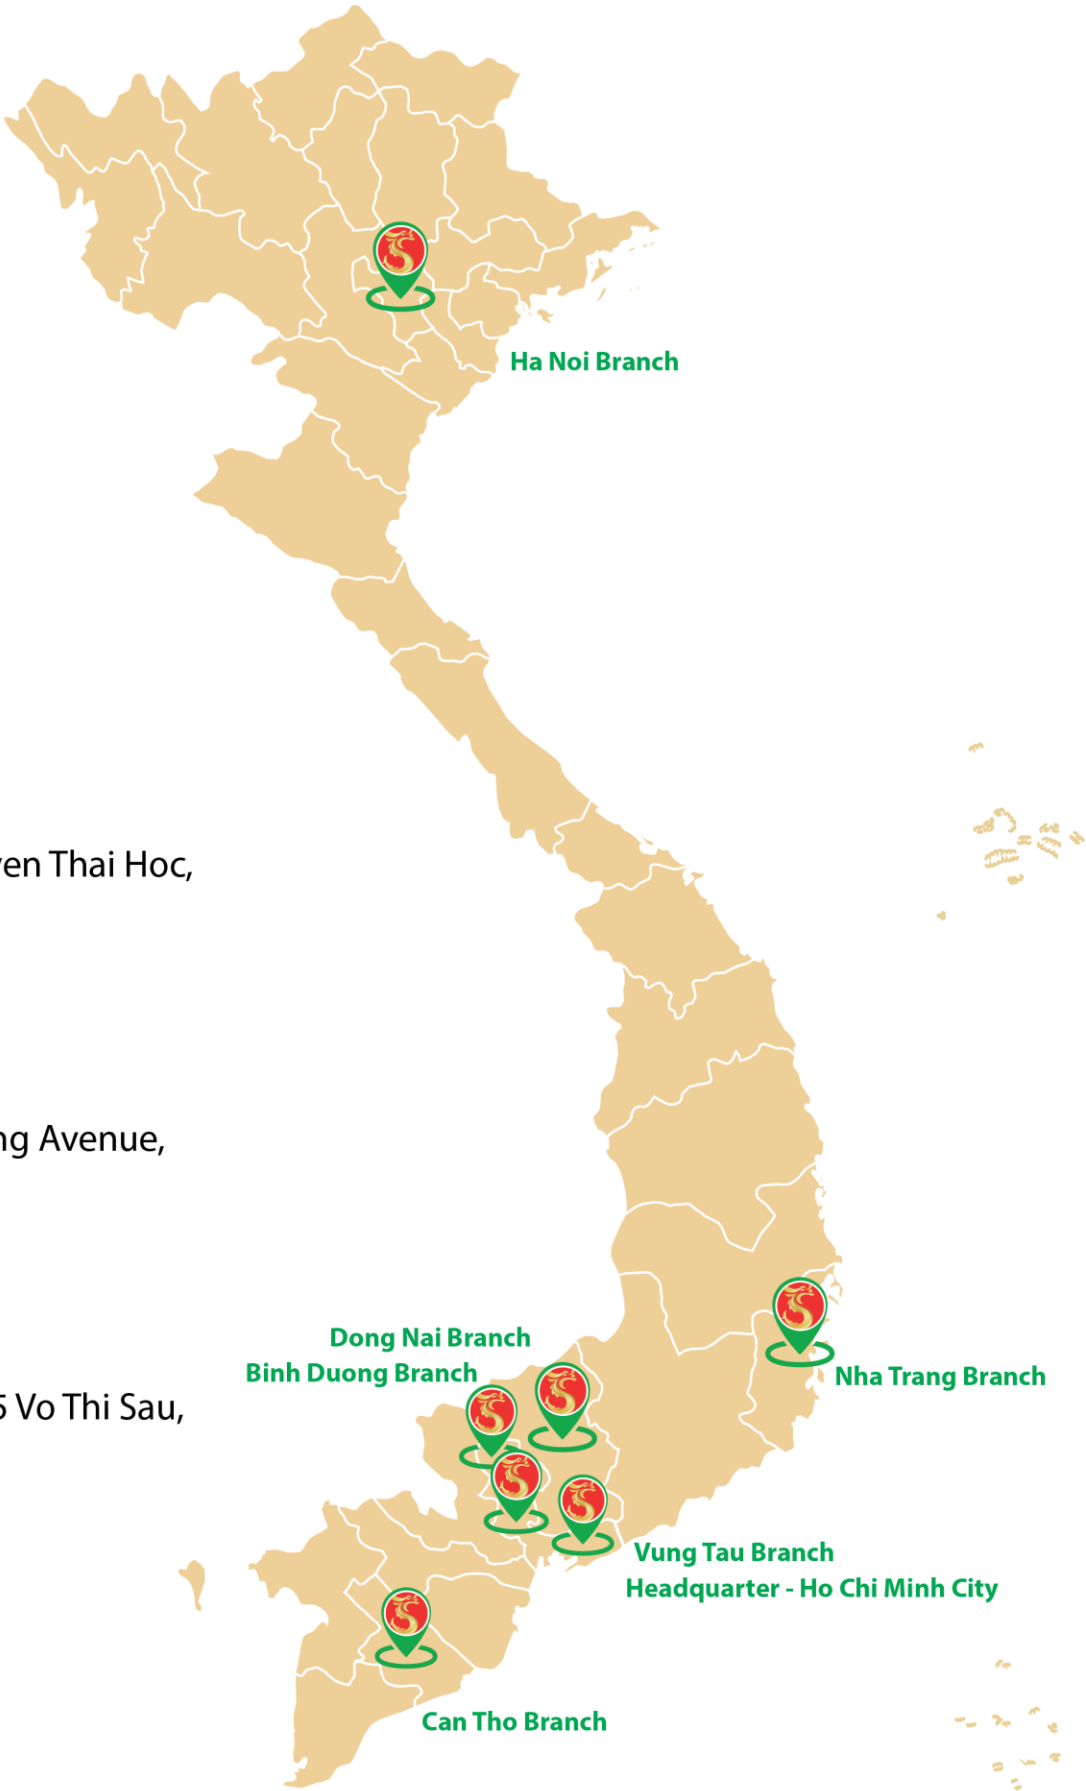 Ha Noi Branch
en Thai Hoc,
ng Avenue,
Dong Nai Branch
Binh Duong Branch
Nha Trang Branch
5 Vo Thi Sau,
Vung Tau Branch
Headquarter - Ho Chi Minh City
Can Tho Branch